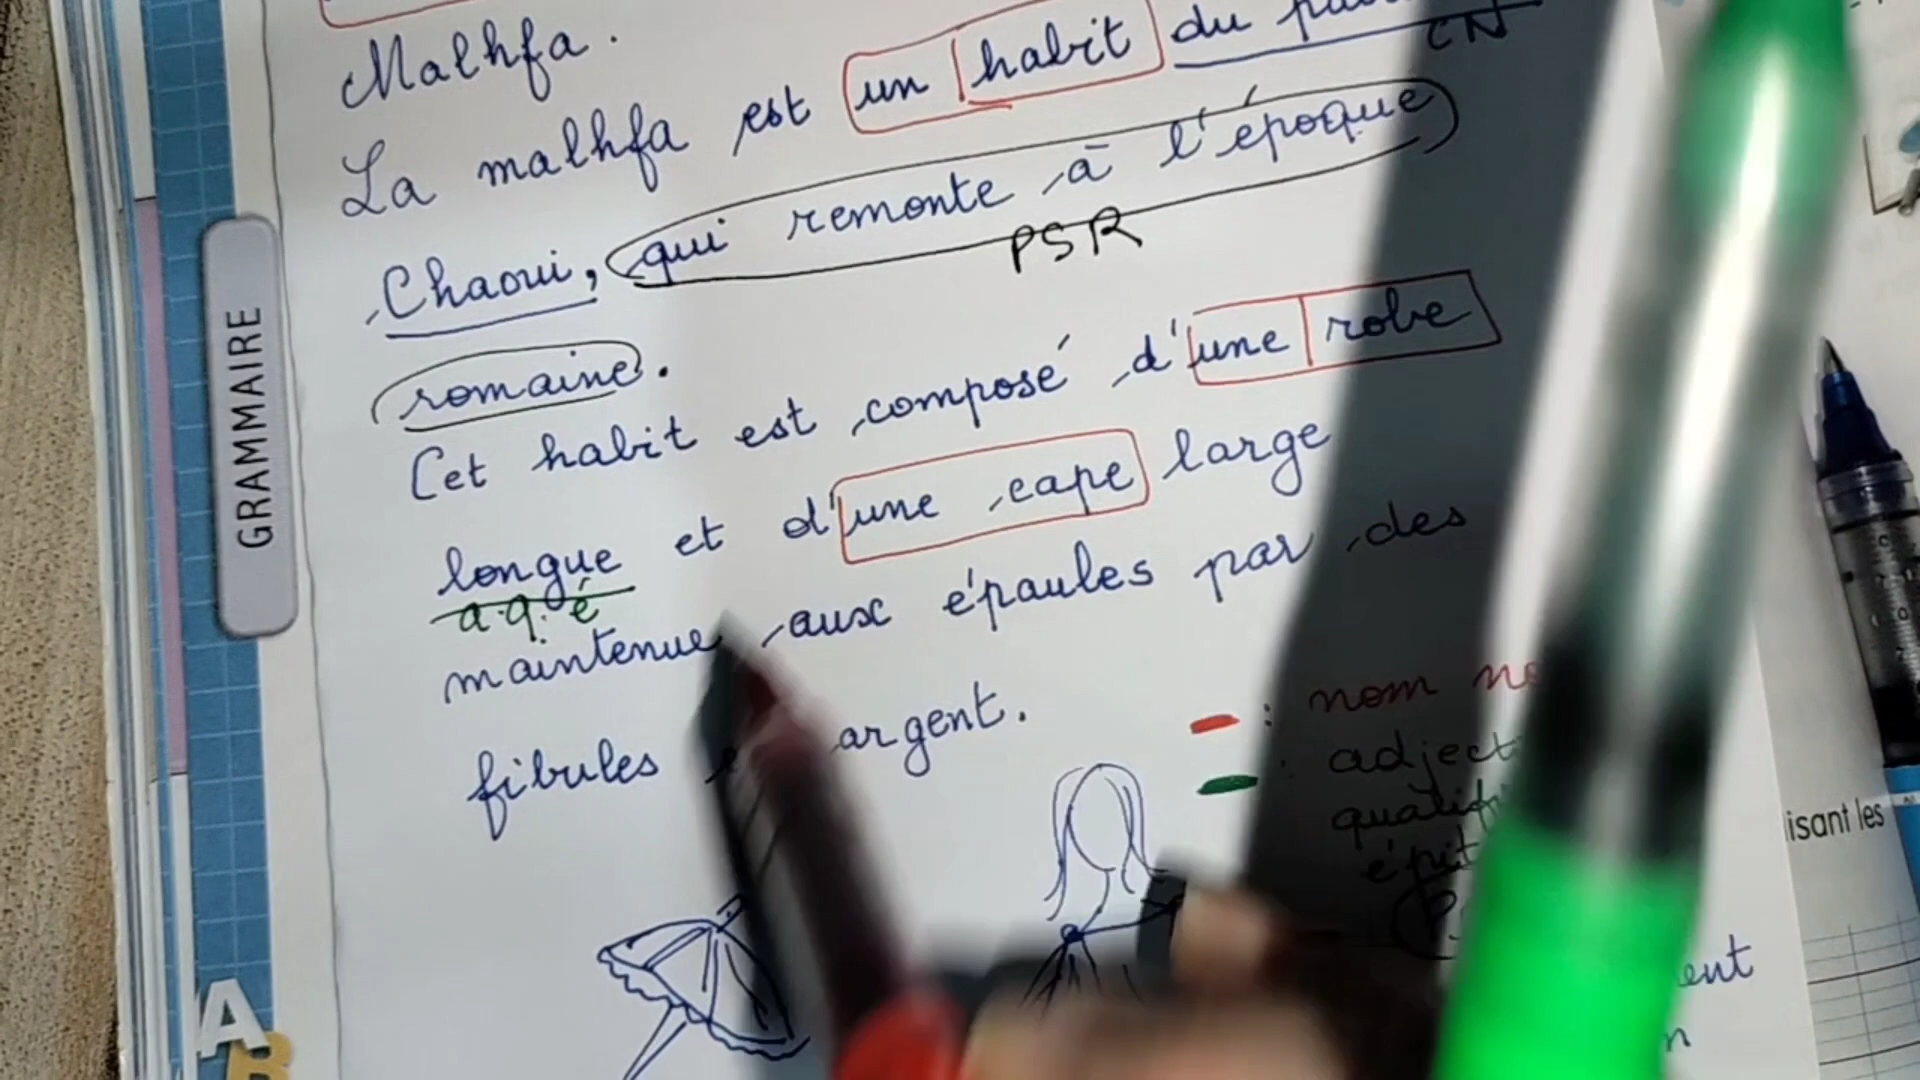 Malhfa.
La malhfa est un habit du
CN
Chaoui, qui remonte à l'époque
PSR
romaine.
Cet habit est composé d'une robe
longue et d'une cape large
a.q.é
maintenue aux épaules par des
fibules argent.
: nom
: adject
qualif
épit
GRAMMAIRE
isant les
ent
n
A
B